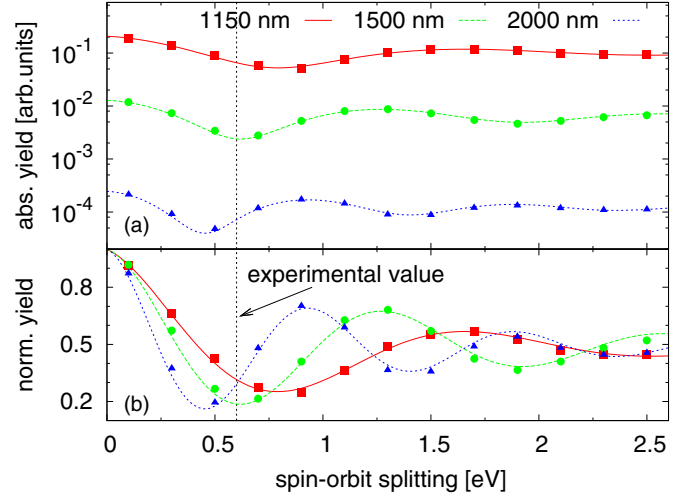 1150 nm 1500 nm 2000 nm
abs. yield [arb.units]
10^-1
10^-2
10^-3
10^-4
(a)
norm. yield
0.8
0.5
0.2
experimental value
(b)
0 0.5 1 1.5 2 2.5
spin-orbit splitting [eV]